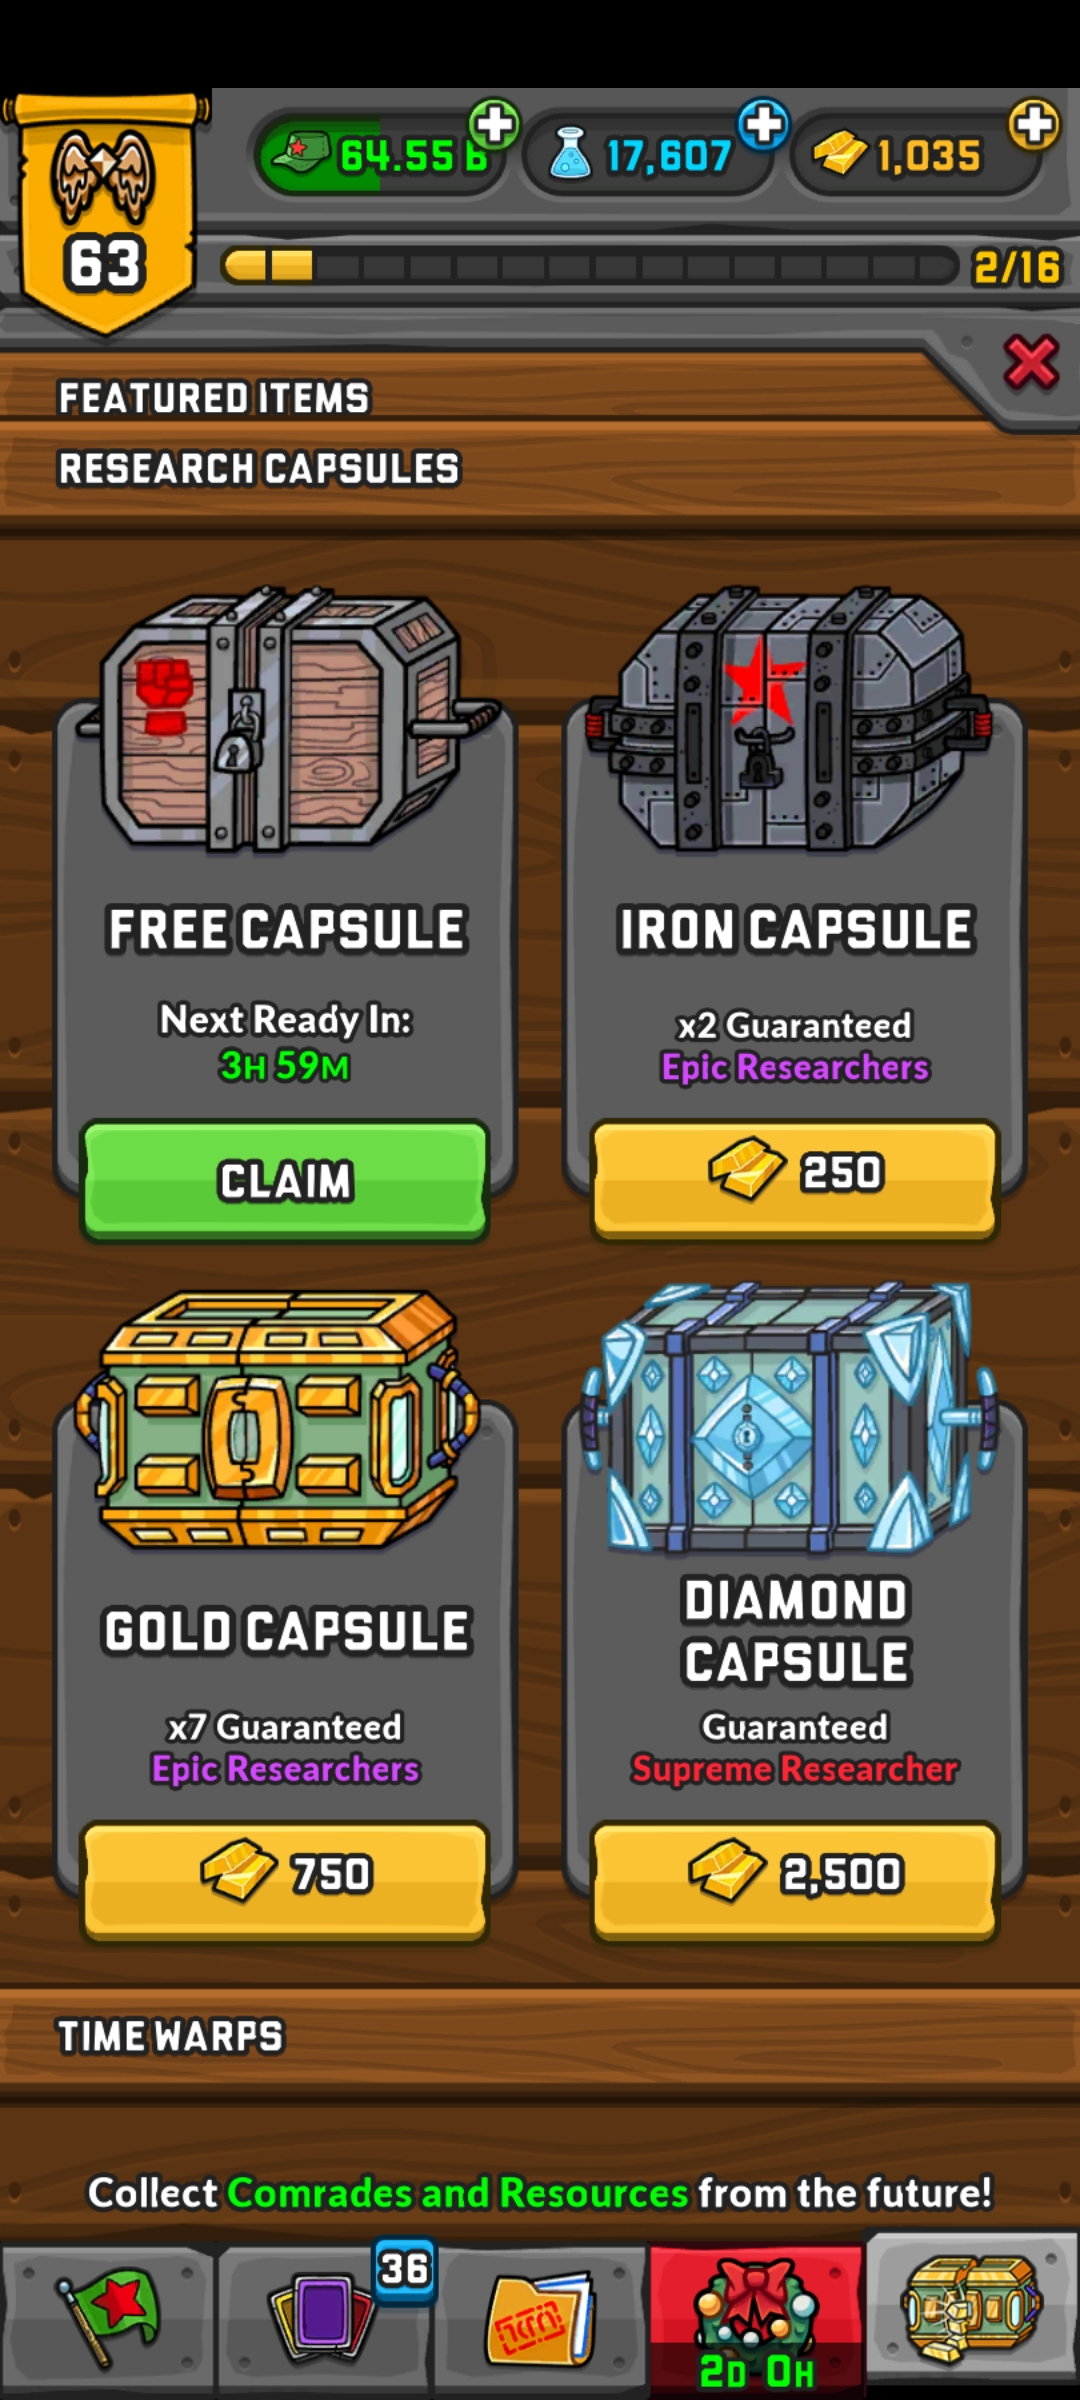 64.55 B
17,607
1,035
63
2/16
FEATURED ITEMS
RESEARCH CAPSULES
FREE CAPSULE
Next Ready In:
3H 59M
CLAIM
IRON CAPSULE
x2 Guaranteed
Epic Researchers
250
GOLD CAPSULE
x7 Guaranteed
Epic Researchers
750
DIAMOND
CAPSULE
Guaranteed
Supreme Researcher
2,500
TIME WARPS
Collect Comrades and Resources from the future!
36
2D 0H